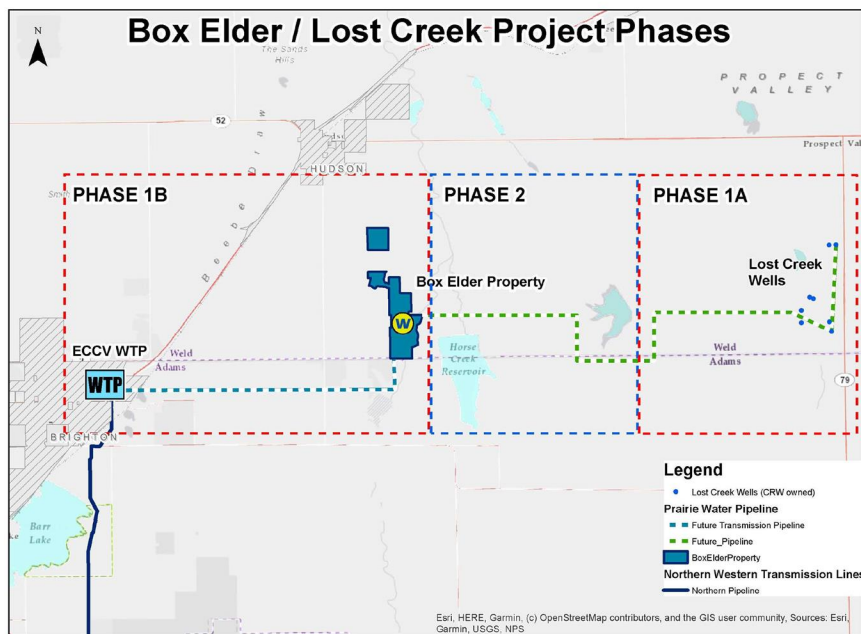 Box Elder / Lost Creek Project Phases
N
The Sands
Hills
PROPECT
VALLEY
52
Prospect Val
HUDSON
Beebe Draw
PHASE 1B
PHASE 2
PHASE 1A
Lost Creek
Wells
Box Elder Property
W
ECCV WTP
Weld
Adams
Horse
Creek
Reservoir
Weld
Adams
WTP
79
BRIGHTON
Barr
Lake
Legend
Lost Creek Wells (CRW owned)
Prairie Water Pipeline
Future Transmission Pipeline
Future_Pipeline
BoxElderProperty
Northern Western Transmission Lines
Northern Pipeline
Esri, HERE, Garmin, (c) OpenStreetMap contributors, and the GIS user community, Sources: Esri,
Garmin, USGS, NPS